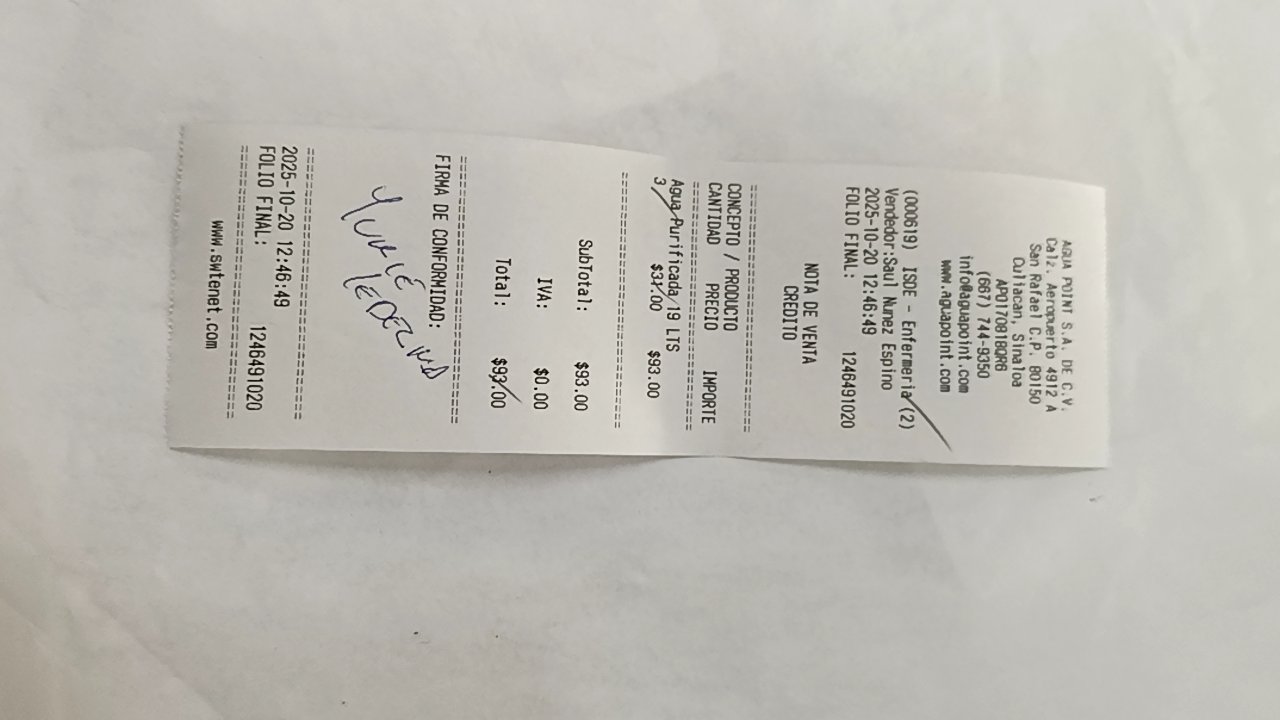 AGUA POINT S.A. DE C.V.
Calz. Aeropuerto 4912 A
San Rafael C.P. 80150
Culiacan, Sinaloa
APO170818QR6
(667) 744-9350
info@aguapoint.com
www.aguapoint.com
(000619) ISDE - Enfermeria (2)
Vendedor:Saul Nunez Espino
2025-10-20 12:46:49
FOLIO FINAL: 1246491020
NOTA DE VENTA
CREDITO
CONCEPTO / PRODUCTO
CANTIDAD PRECIO IMPORTE
Agua Purificada 19 LTS
3 $31.00 $93.00
SubTotal: $93.00
IVA: $0.00
Total: $93.00
FIRMA DE CONFORMIDAD:
2025-10-20 12:46:49
FOLIO FINAL: 1246491020
www.swtenet.com